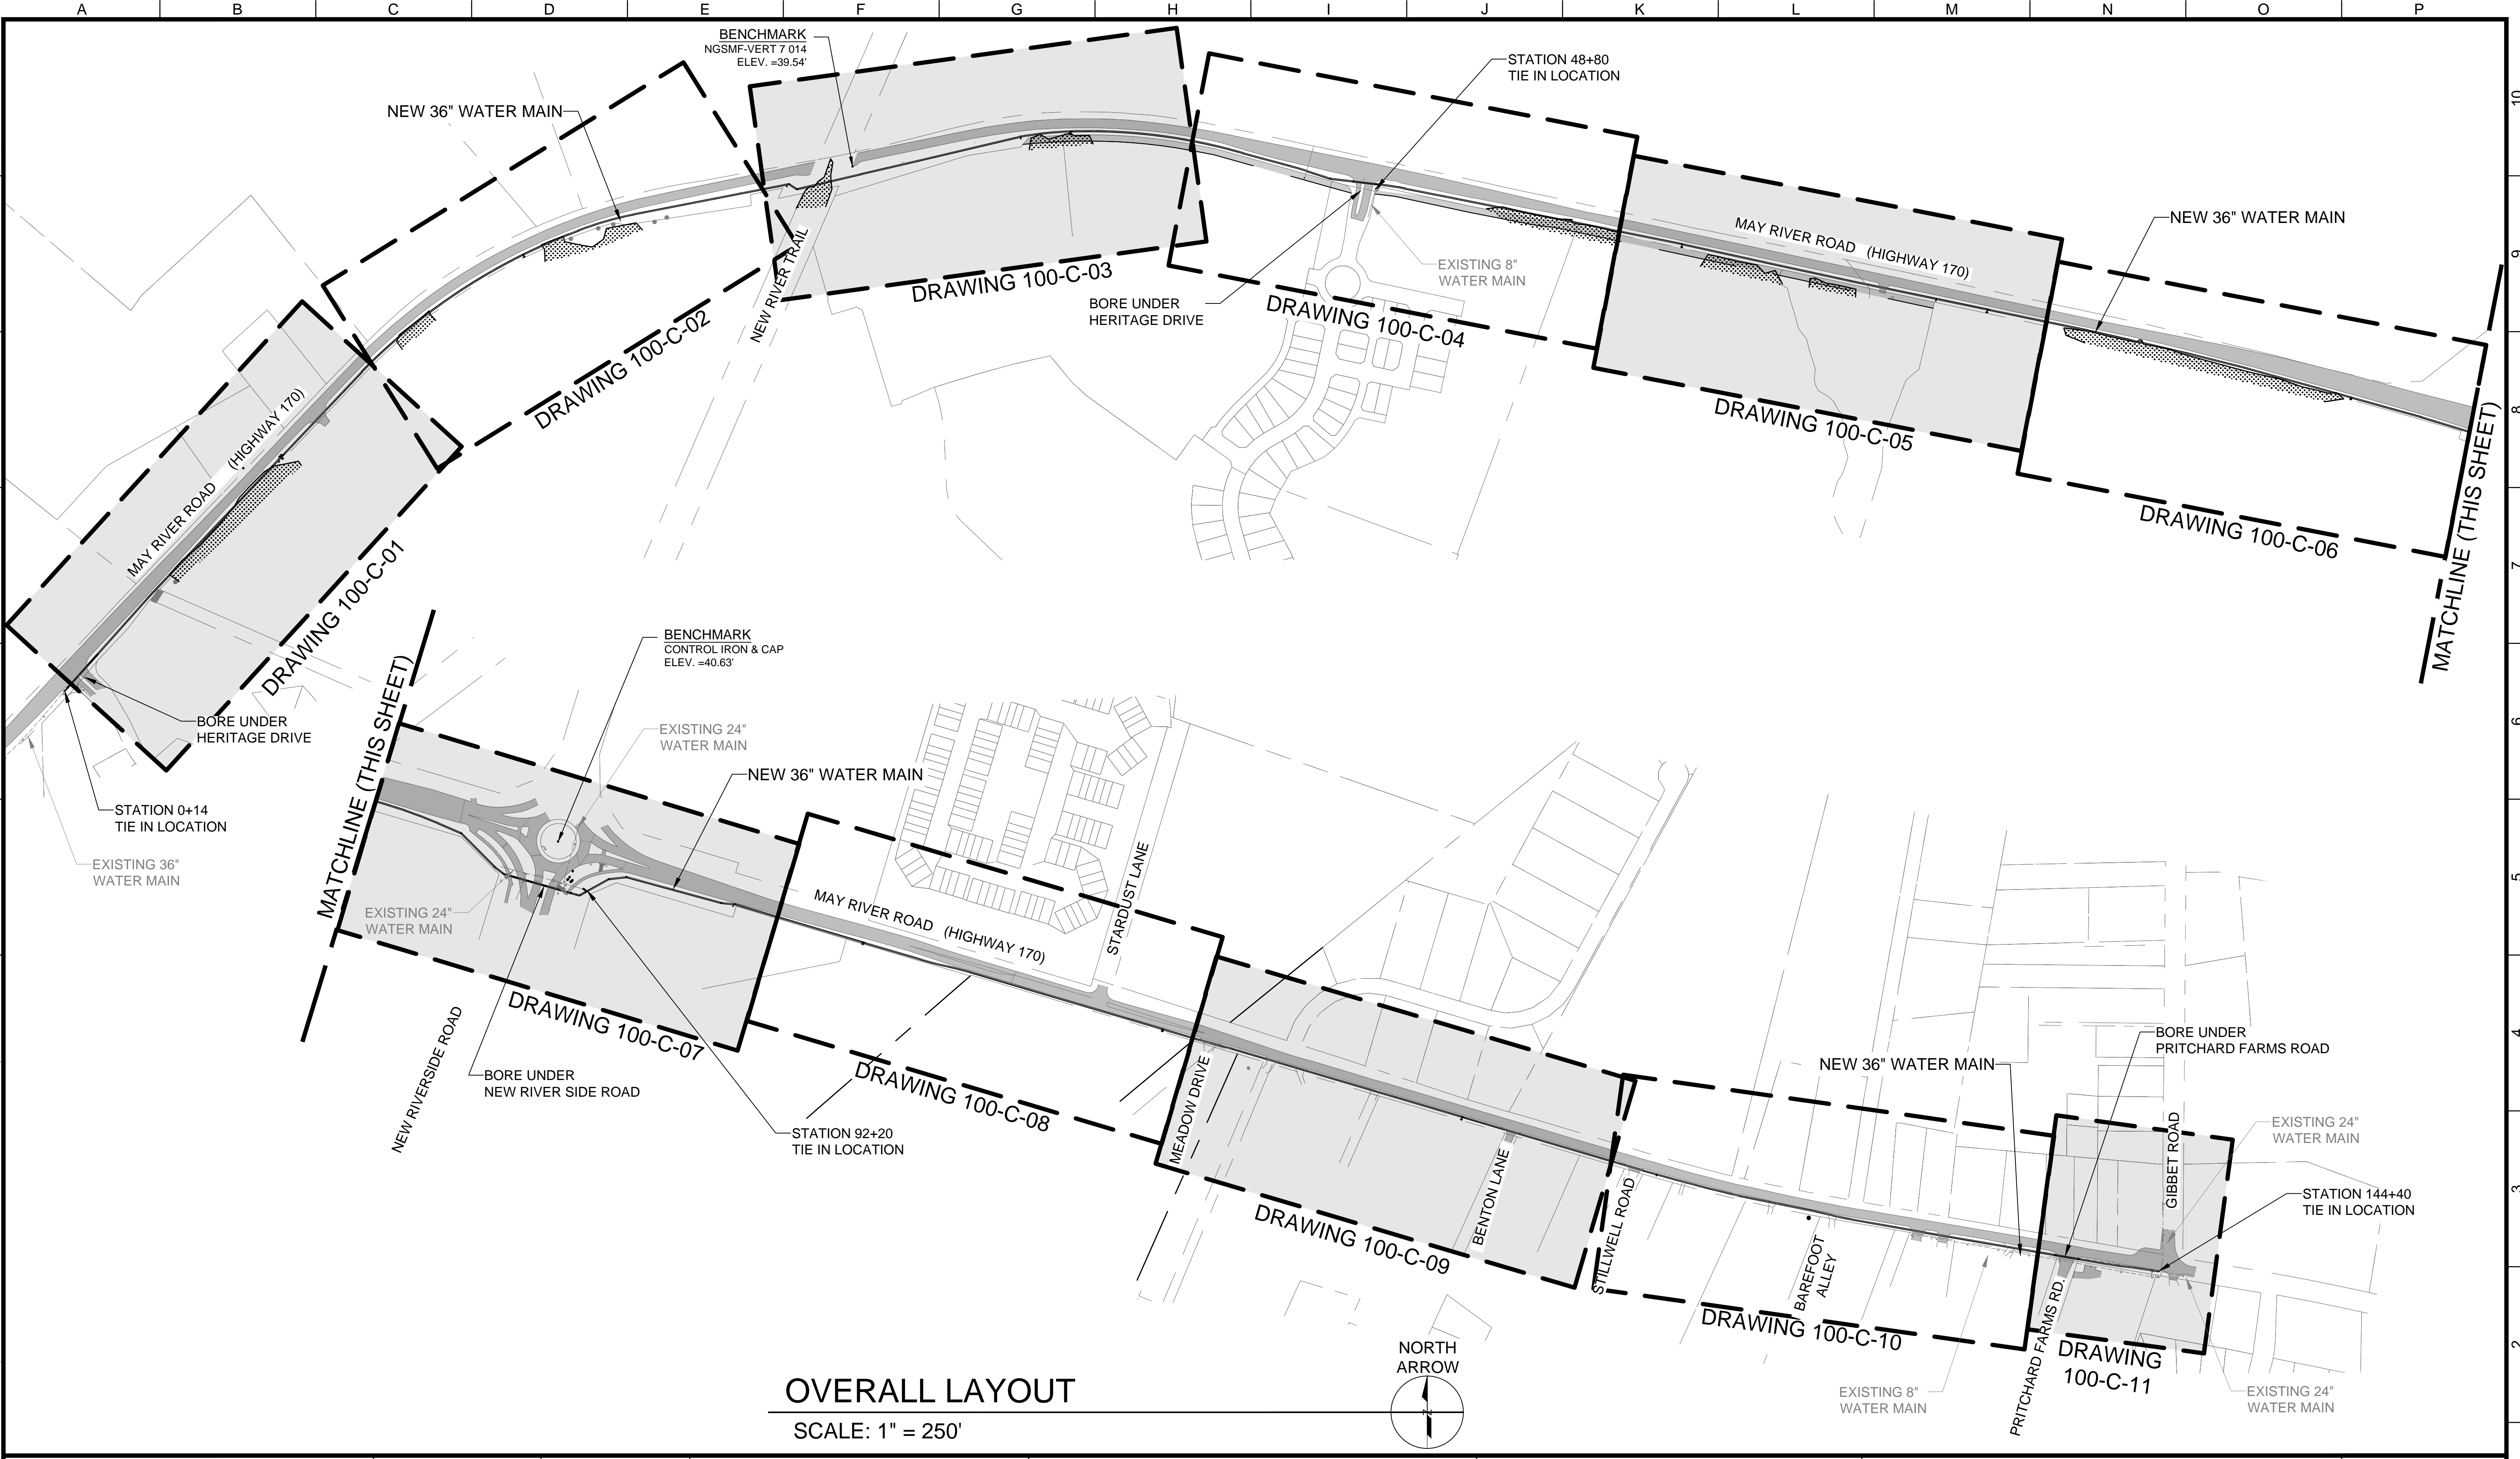 A B C D E F G H I J K L M N O P
BENCHMARK
NGSMF-VERT 7 014
ELEV. =39.54'
NEW 36" WATER MAIN
STATION 48+80
TIE IN LOCATION
10
NEW 36" WATER MAIN
MAY RIVER ROAD (HIGHWAY 170)
9
EXISTING 8"
WATER MAIN
NEW RIVER TRAIL
DRAWING 100-C-03
BORE UNDER
HERITAGE DRIVE
DRAWING 100-C-04
DRAWING 100-C-02
DRAWING 100-C-05
8
MAY RIVER ROAD (HIGHWAY 170)
DRAWING 100-C-06
MATCHLINE (THIS SHEET)
7
DRAWING 100-C-01
BENCHMARK
CONTROL IRON & CAP
ELEV. =40.63'
BORE UNDER
HERITAGE DRIVE
6
EXISTING 24"
WATER MAIN
MATCHLINE (THIS SHEET)
NEW 36" WATER MAIN
STATION 0+14
TIE IN LOCATION
EXISTING 36"
WATER MAIN
5
EXISTING 24"
WATER MAIN
MAY RIVER ROAD (HIGHWAY 170)
STARDUST LANE
DRAWING 100-C-07
NEW RIVERSIDE ROAD
BORE UNDER
NEW RIVER SIDE ROAD
DRAWING 100-C-08
STATION 92+20
TIE IN LOCATION
MEADOW DRIVE
4
BORE UNDER
PRITCHARD FARMS ROAD
NEW 36" WATER MAIN
EXISTING 24"
WATER MAIN
GIBBET ROAD
3
STATION 144+40
TIE IN LOCATION
BENTON LANE
STILLWELL ROAD
DRAWING 100-C-09
BAREFOOT
ALLEY
DRAWING 100-C-10
PRITCHARD FARMS RD.
DRAWING
100-C-11
2
EXISTING 8"
WATER MAIN
EXISTING 24"
WATER MAIN
NORTH
ARROW
N
OVERALL LAYOUT
SCALE: 1" = 250'